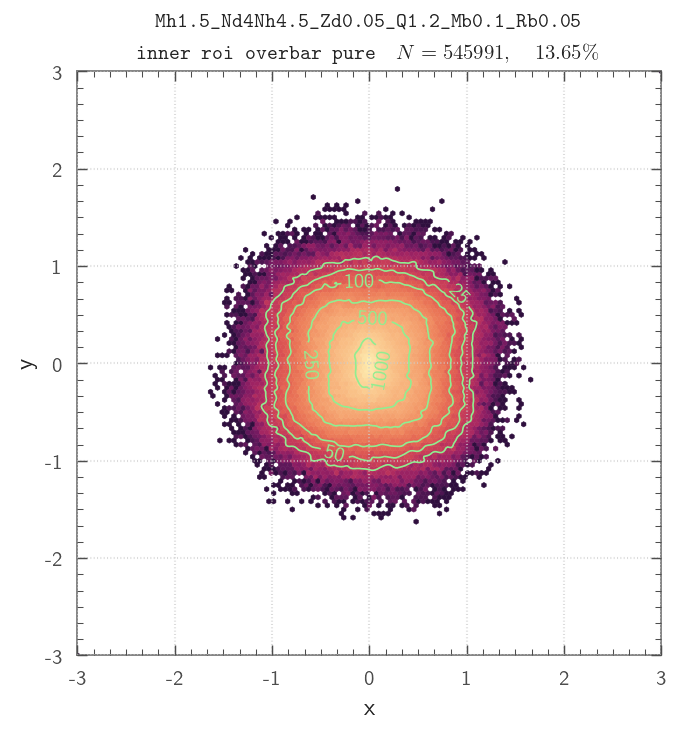 Mh1.5_Nd4Nh4.5_Zd0.05_Q1.2_Mb0.1_Rb0.05
inner roi overbar pure N = 545991, 13.65%
3
2
1
0
-1
-2
-3
y
100
25
500
250
1000
50
-3 -2 -1 0 1 2 3
x